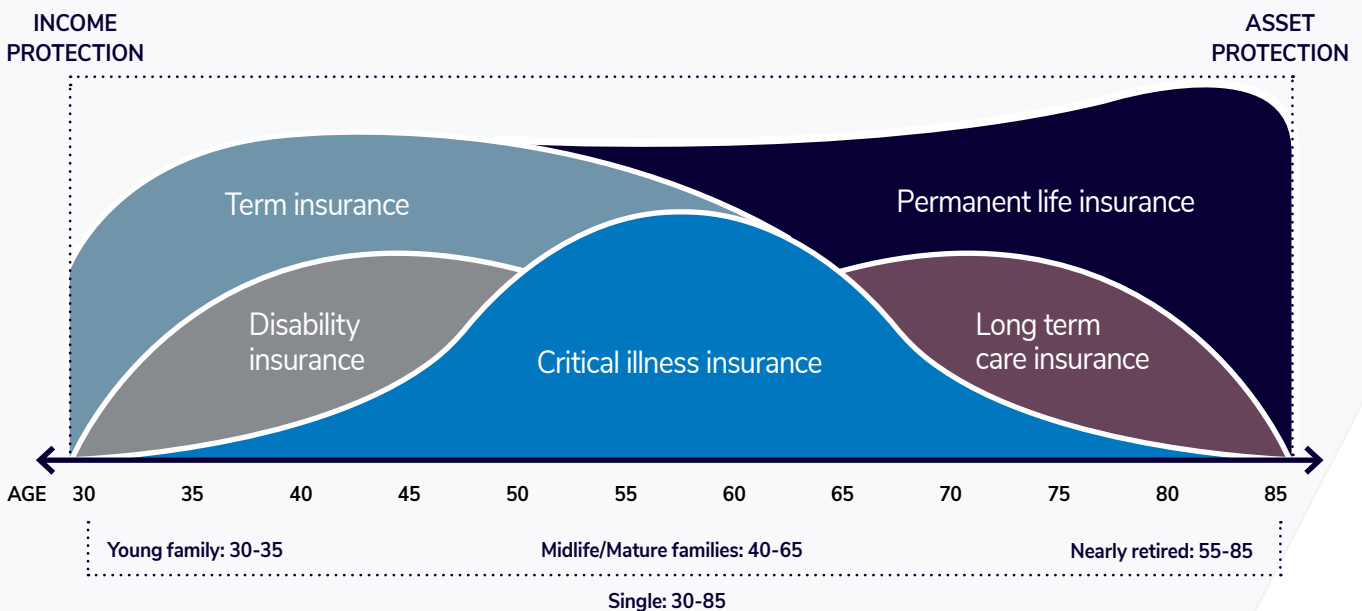 INCOME
PROTECTION
ASSET
PROTECTION
Term insurance
Permanent life insurance
Disability
insurance
Critical illness insurance
Long term
care insurance
AGE 30 35 40 45 50 55 60 65 70 75 80 85
Young family: 30-35 Midlife/Mature families: 40-65 Nearly retired: 55-85
Single: 30-85